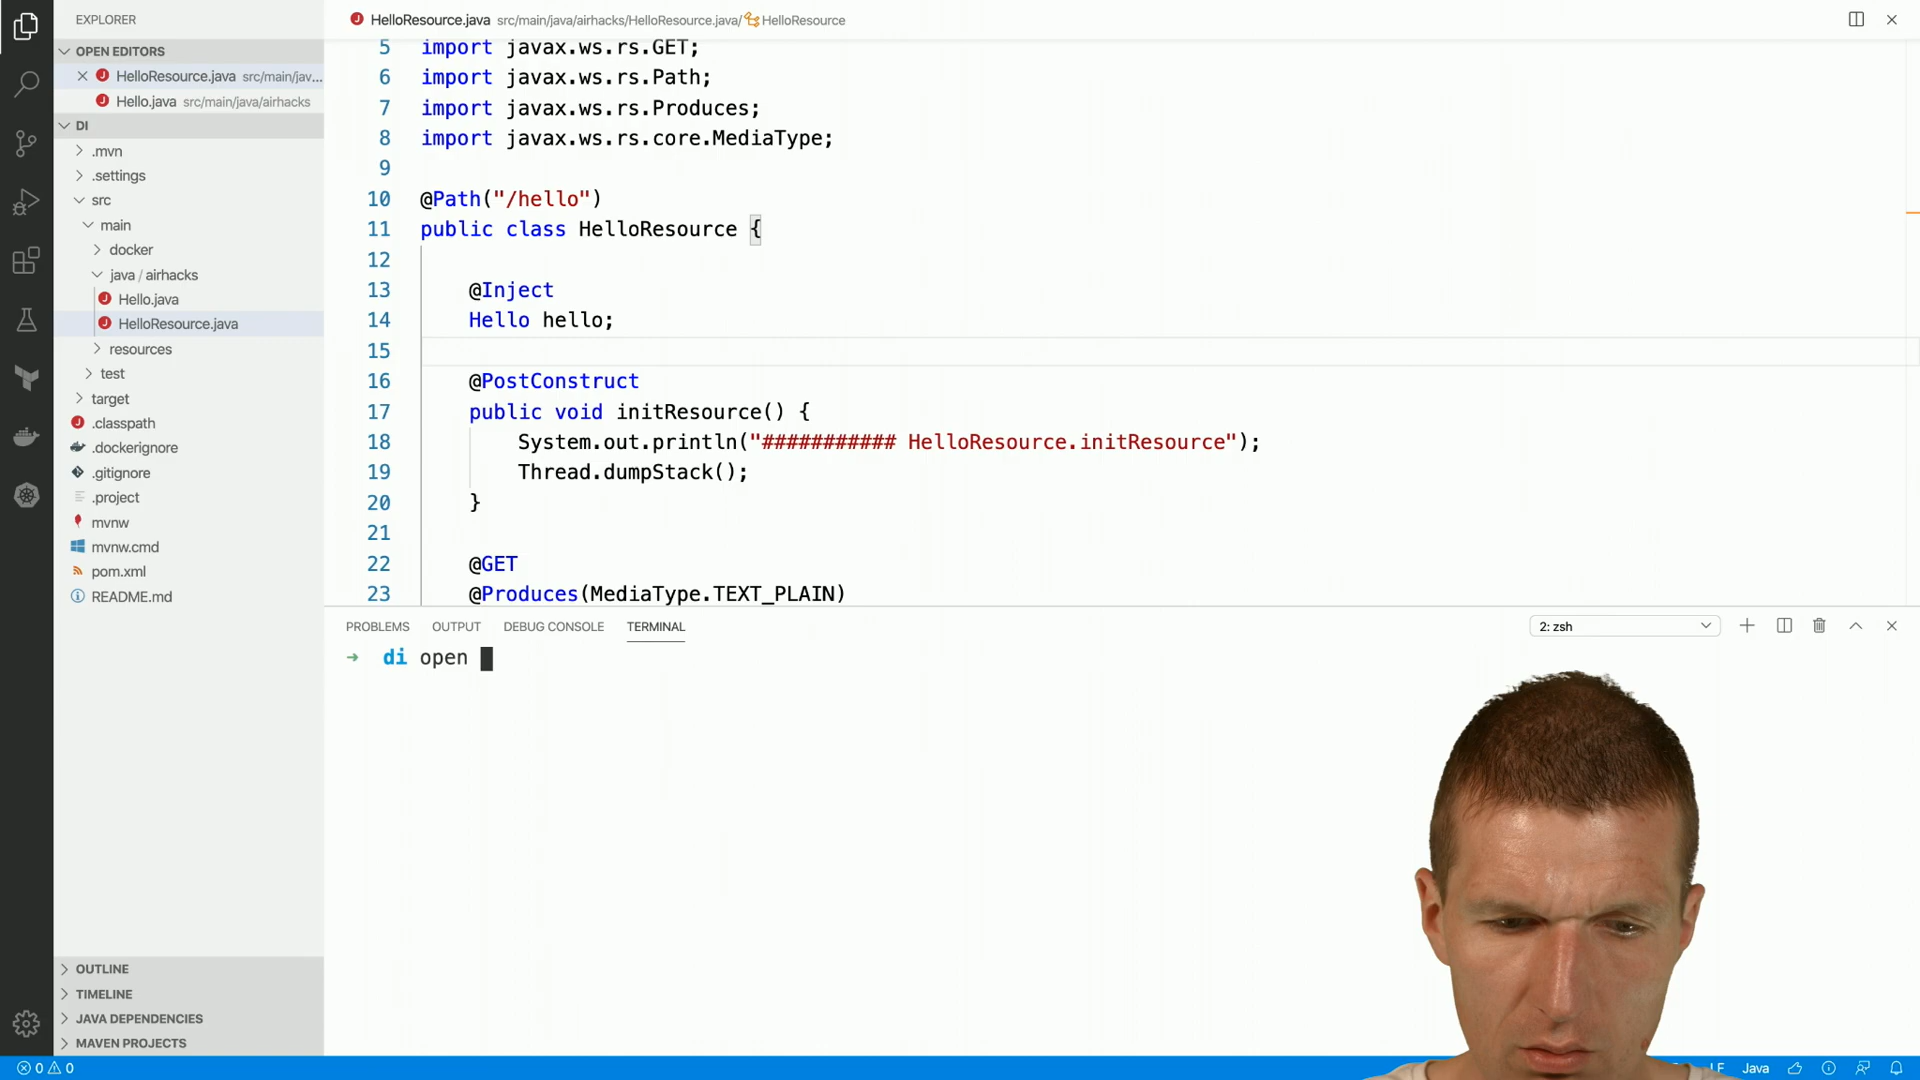 EXPLORER
OPEN EDITORS
HelloResource.java src/main/jav...
Hello.java src/main/java/airhacks
DI
.mvn
.settings
src
main
docker
java / airhacks
Hello.java
HelloResource.java
resources
test
target
.classpath
.dockerignore
.gitignore
.project
mvnw
mvnw.cmd
pom.xml
README.md
OUTLINE
TIMELINE
JAVA DEPENDENCIES
MAVEN PROJECTS
HelloResource.java src/main/java/airhacks/HelloResource.java/ HelloResource
5 import javax.ws.rs.GET;
6 import javax.ws.rs.Path;
7 import javax.ws.rs.Produces;
8 import javax.ws.rs.core.MediaType;
9
10 @Path("/hello")
11 public class HelloResource {
12
13 @Inject
14 Hello hello;
15
16 @PostConstruct
17 public void initResource() {
18 System.out.println("########### HelloResource.initResource");
19 Thread.dumpStack();
20 }
21
22 @GET
23 @Produces(MediaType.TEXT_PLAIN)
PROBLEMS OUTPUT DEBUG CONSOLE TERMINAL
2: zsh
➜ di open
0 0
LF Java